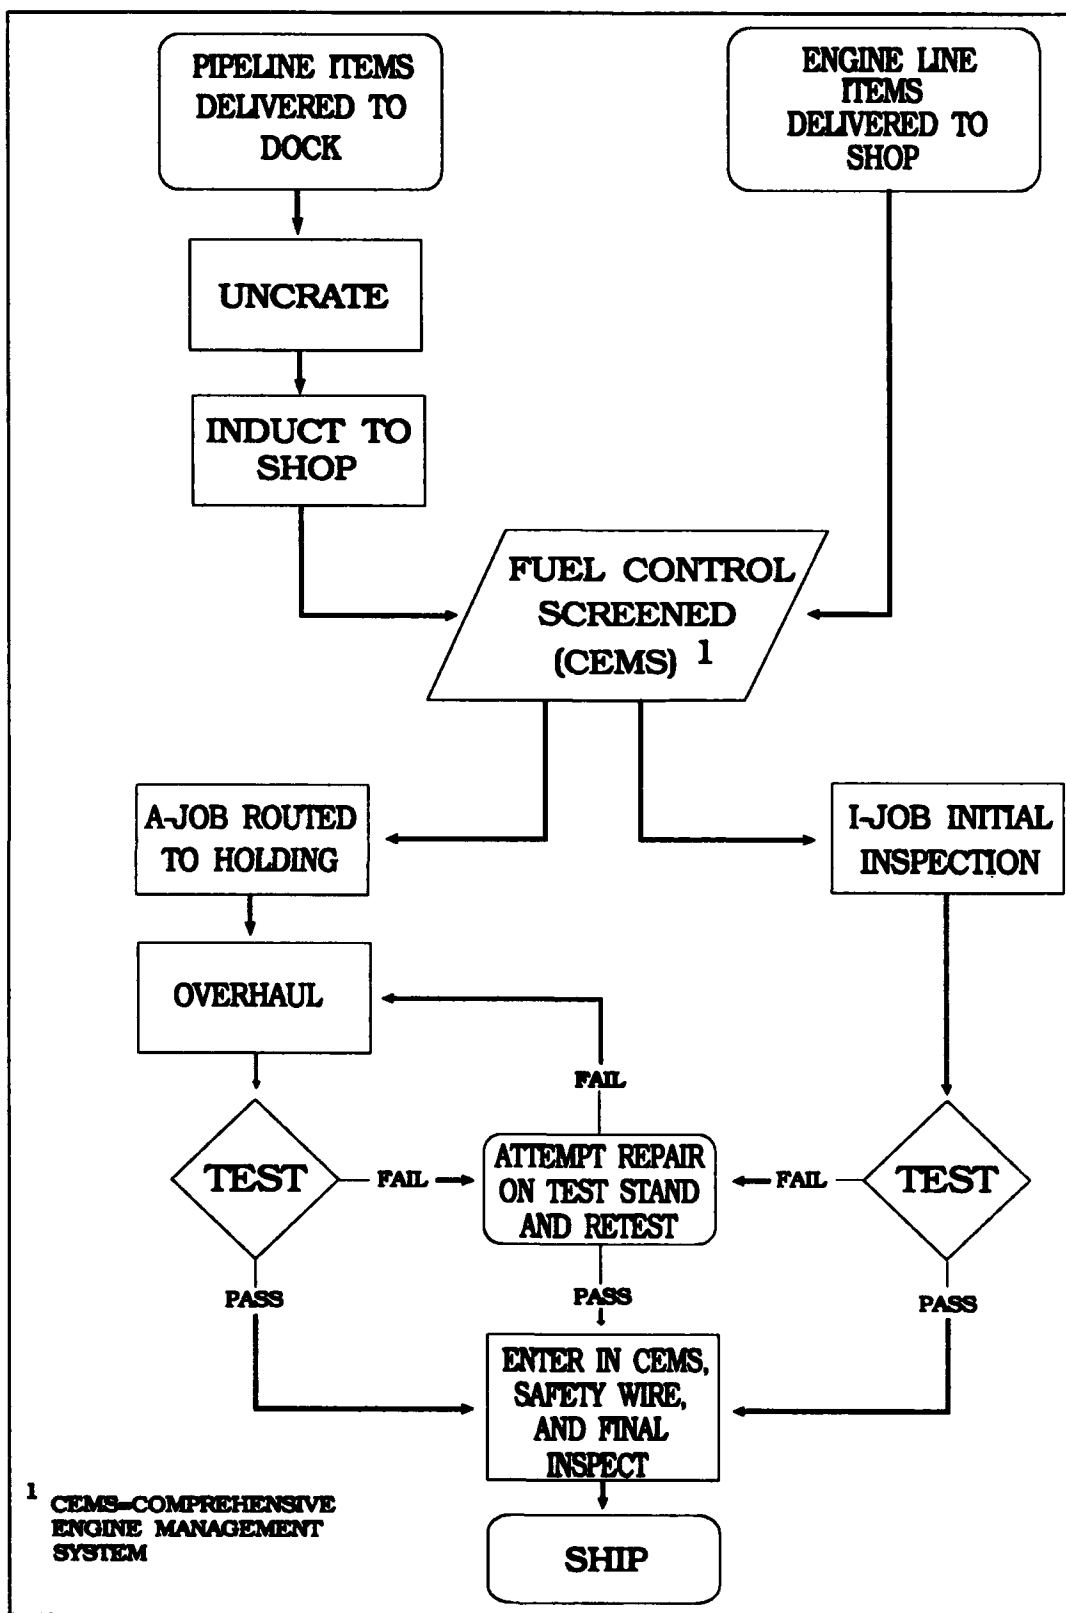 PIPELINE ITEMS
DELIVERED TO
DOCK
ENGINE LINE
ITEMS
DELIVERED TO
SHOP
UNCRATE
INDUCT TO
SHOP
FUEL CONTROL
SCREENED
(CEMS) 1
A-JOB ROUTED
TO HOLDING
I-JOB INITIAL
INSPECTION
OVERHAUL
FAIL
TEST
FAIL
ATTEMPT REPAIR
ON TEST STAND
AND RETEST
FAIL
TEST
PASS
PASS
PASS
ENTER IN CEMS,
SAFETY WIRE,
AND FINAL
INSPECT
1 CEMS=COMPREHENSIVE
ENGINE MANAGEMENT
SYSTEM
SHIP